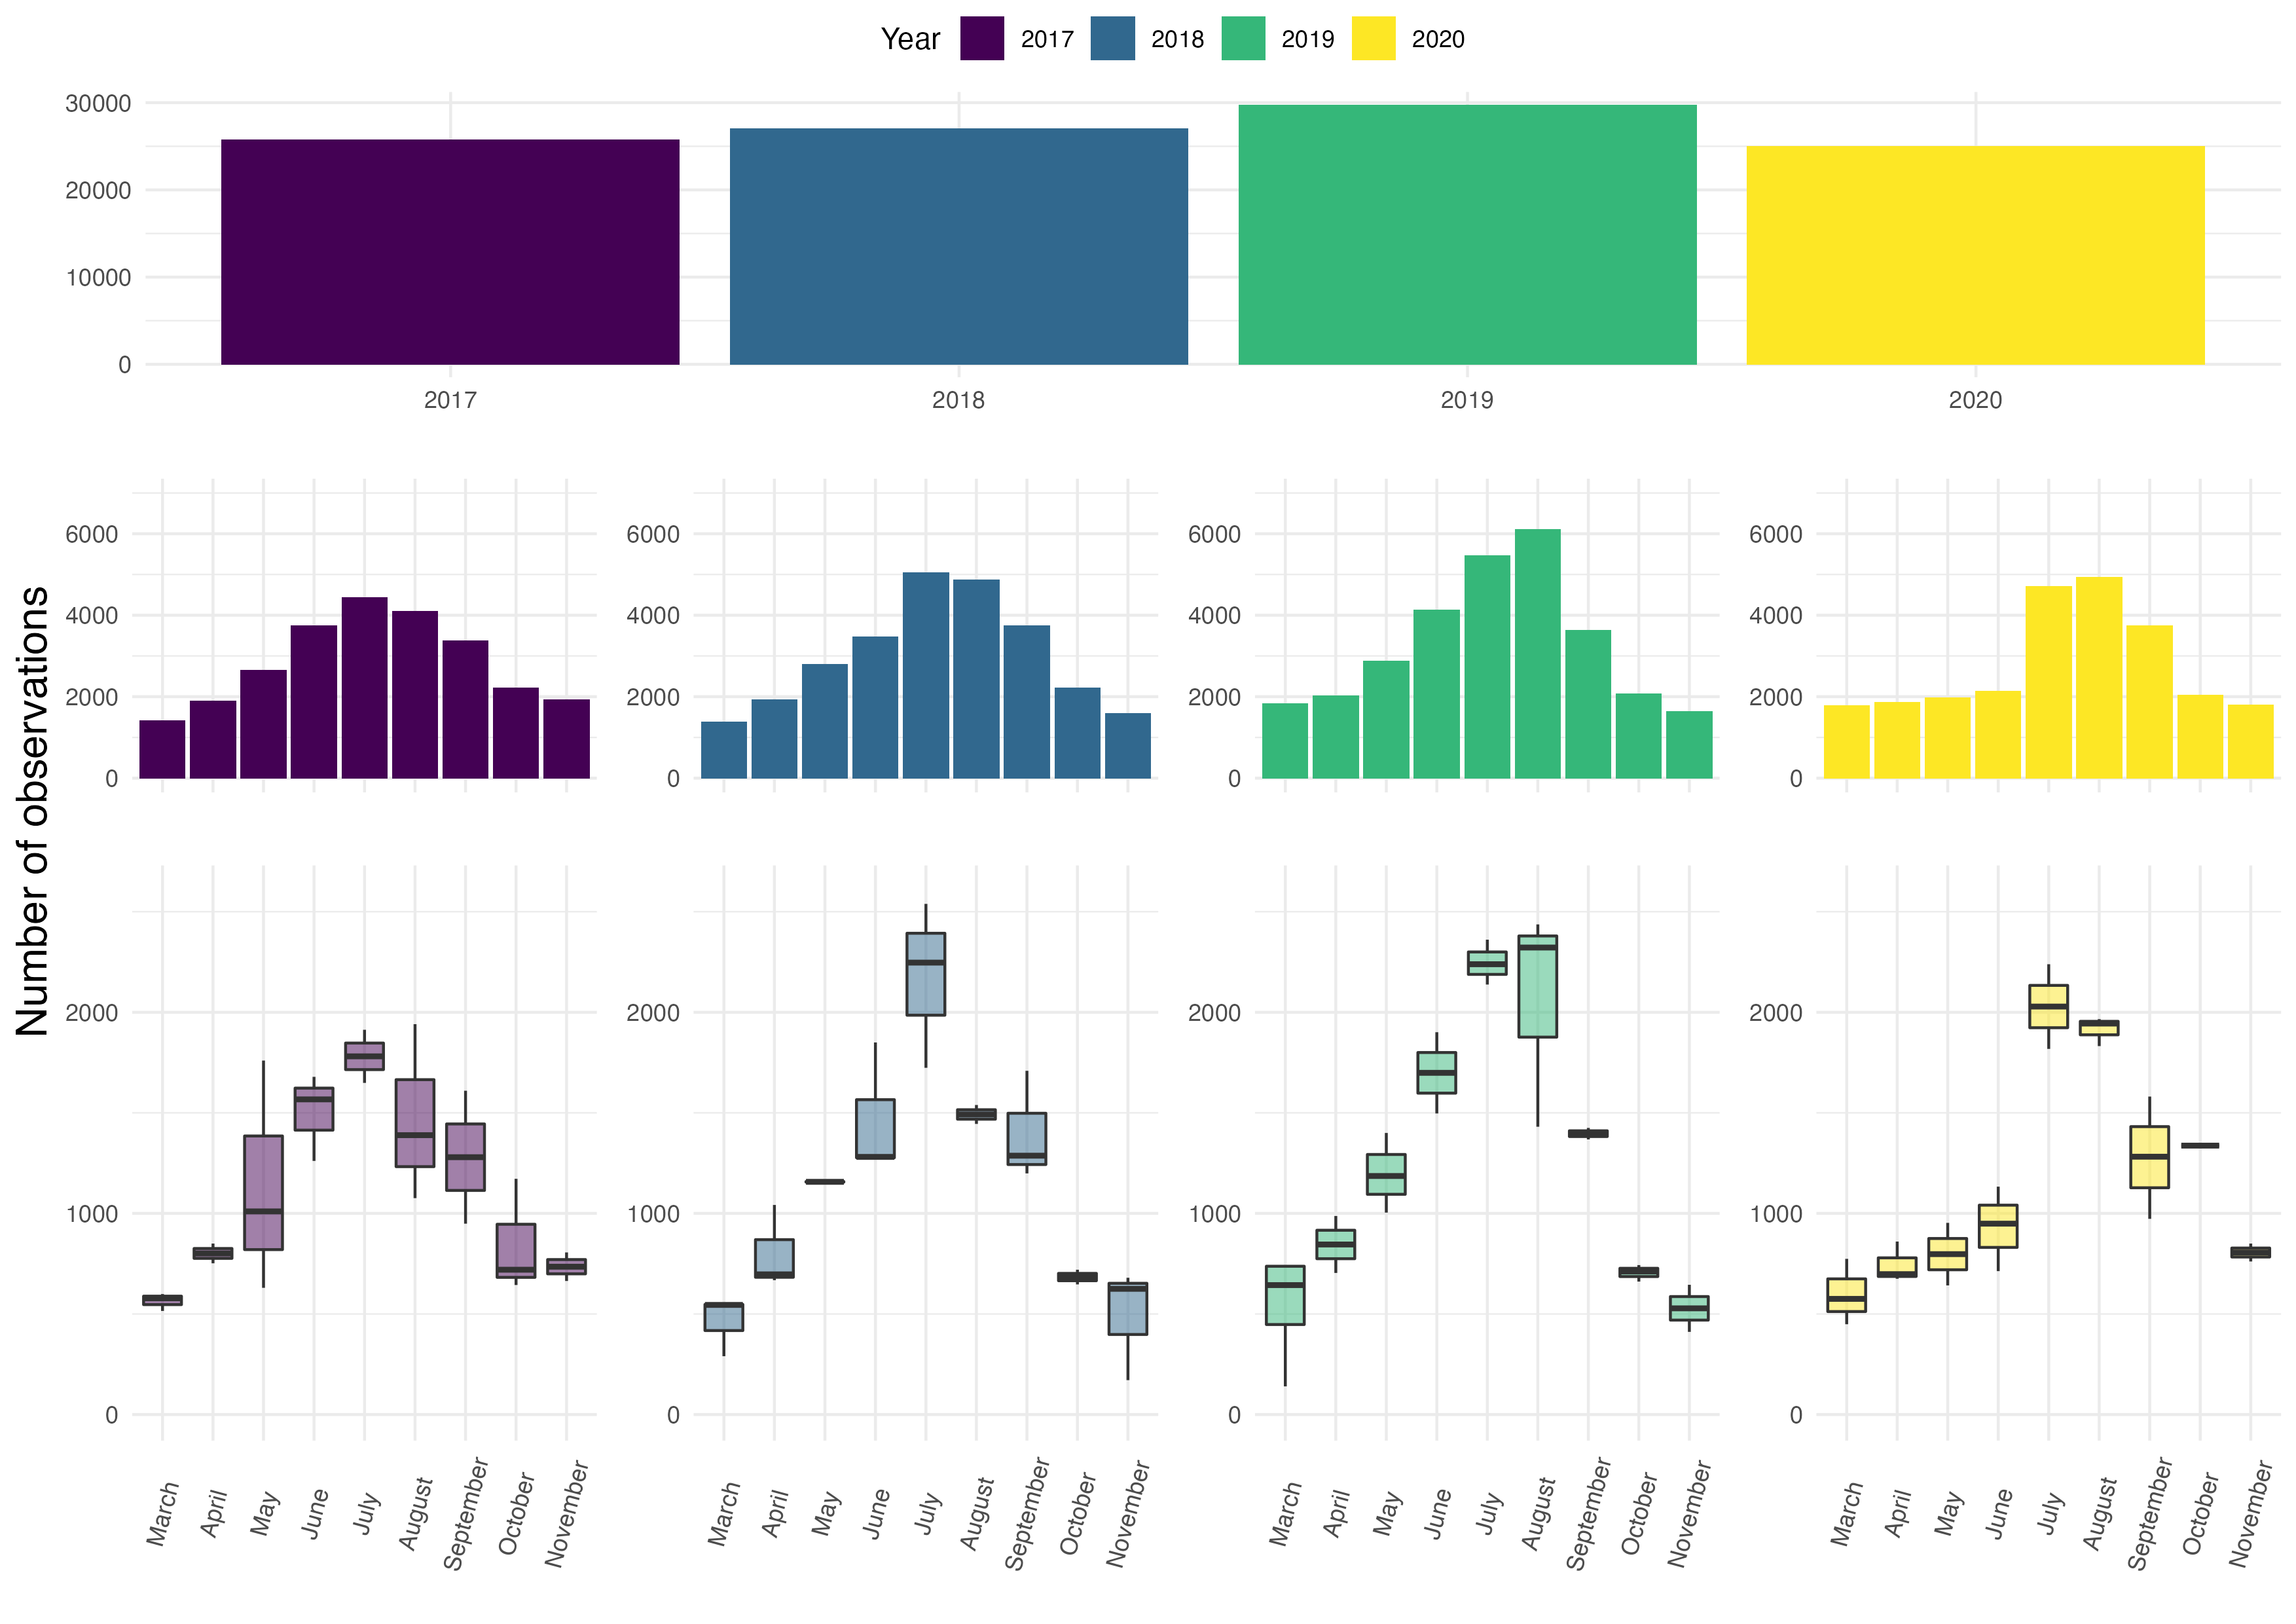 Year 2017 2018 2019 2020
30000
20000
10000
0
2017 2018 2019 2020
Number of observations
6000 6000 6000 6000
4000 4000 4000 4000
2000 2000 2000 2000
0 0 0 0
2000 2000 2000 2000
1000 1000 1000 1000
0 0 0 0
March April May June July August September October November March April May June July August September October November March April May June July August September October November March April May June July August September October November